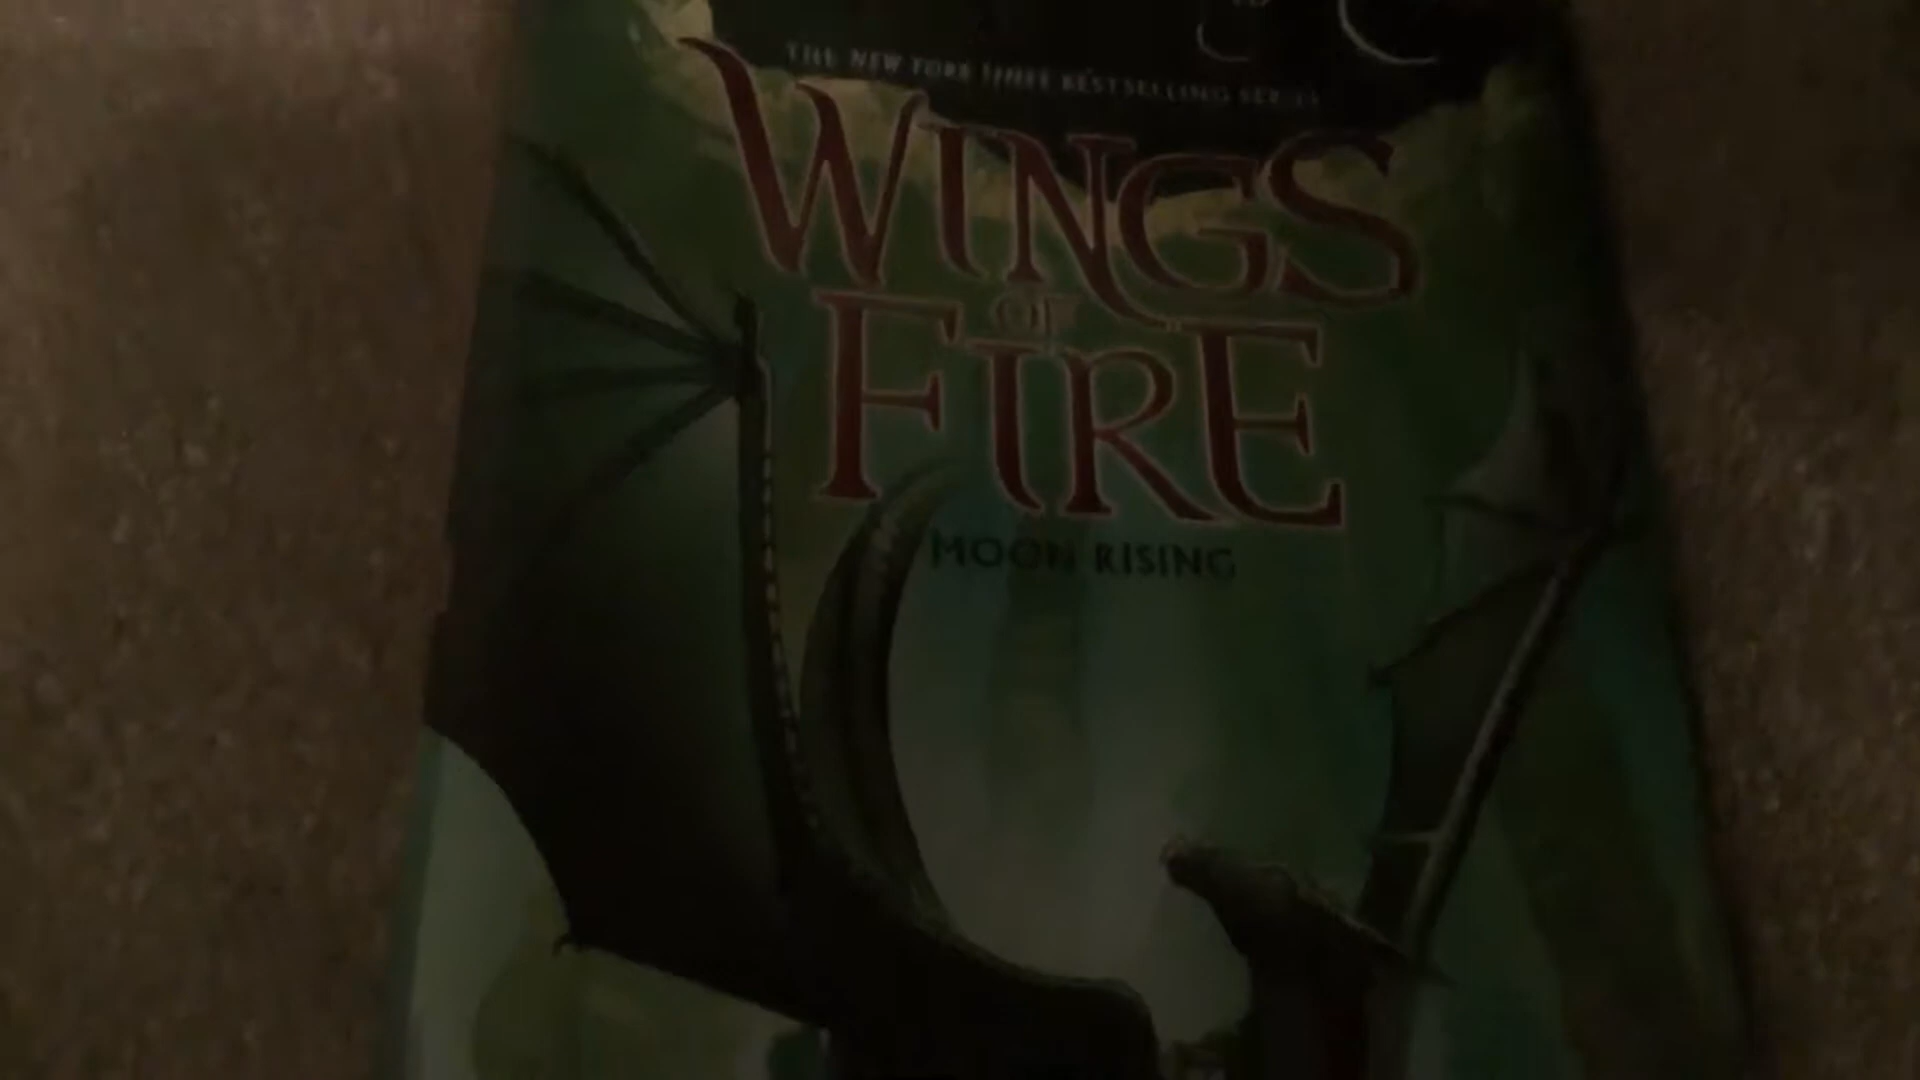 THE NEW YORK TIMES BESTSELLING SERIES
WINGS
OF
FIRE
MOON RISING